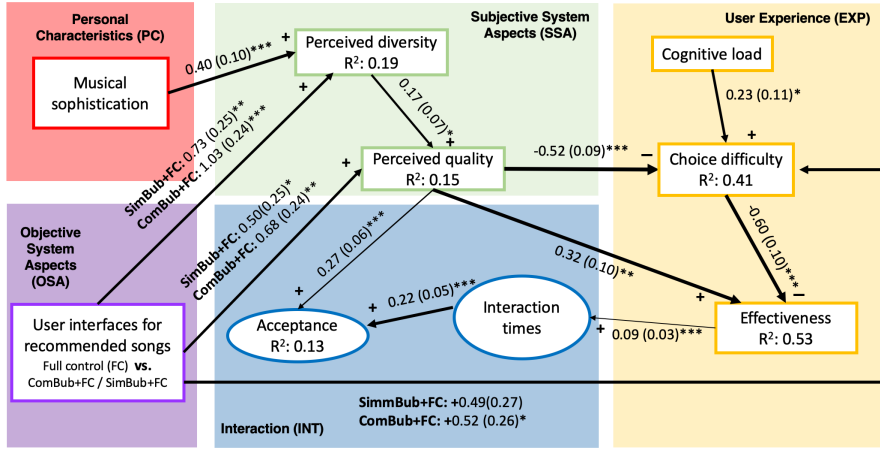 Personal
Characteristics (PC)
Musical
sophistication
0.40 (0.10)***
+
Subjective System
Aspects (SSA)
Perceived diversity
R²: 0.19
+
0.17 (0.07)*
+
Perceived quality
R²: 0.15
+
User Experience (EXP)
Cognitive load
0.23 (0.11)*
+
-0.52 (0.09)***
−
Choice difficulty
R²: 0.41
SimBub+FC: 0.73 (0.25)**
ComBub+FC: 1.03 (0.24)***
SimBub+FC: 0.50(0.25)*
ComBub+FC: 0.68 (0.24)**
Objective
System
Aspects
(OSA)
User interfaces for
recommended songs
Full control (FC) vs.
ComBub+FC / SimBub+FC
0.27 (0.06)***
+
0.32 (0.10)**
+
-0.60 (0.10)***
−
Acceptance
R²: 0.13
+
0.22 (0.05)***
Interaction
times
+
0.09 (0.03)***
Effectiveness
R²: 0.53
SimmBub+FC: +0.49(0.27)
ComBub+FC: +0.52 (0.26)*
Interaction (INT)